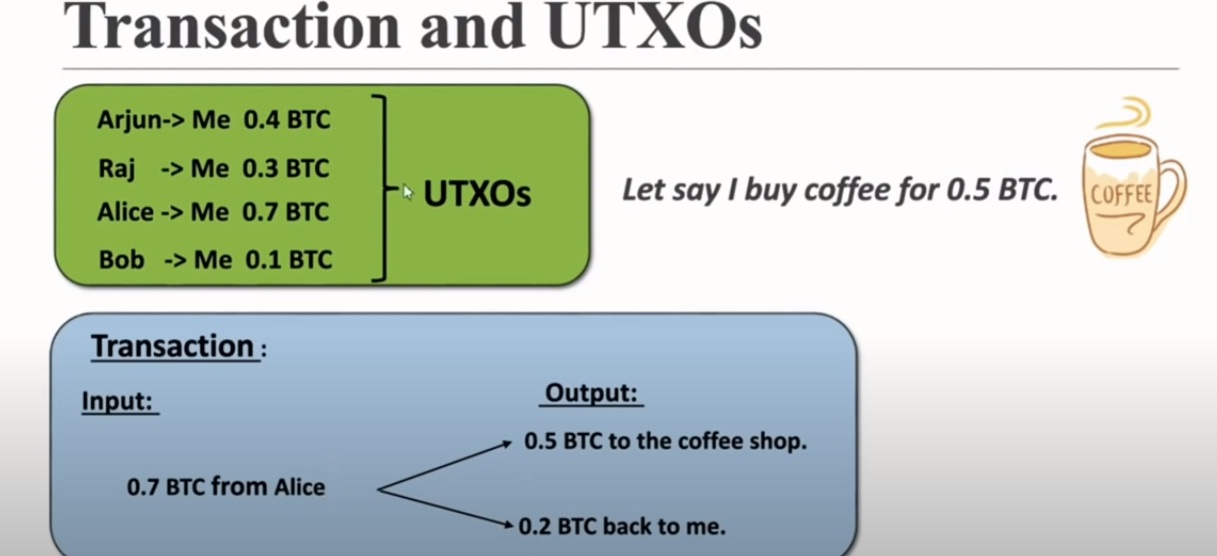 Transaction and UTXOs
Arjun-> Me 0.4 BTC
Raj -> Me 0.3 BTC
Alice -> Me 0.7 BTC
Bob -> Me 0.1 BTC
UTXOs
Let say I buy coffee for 0.5 BTC.
COFFEE
Transaction :
Input:
Output:
0.5 BTC to the coffee shop.
0.7 BTC from Alice
0.2 BTC back to me.